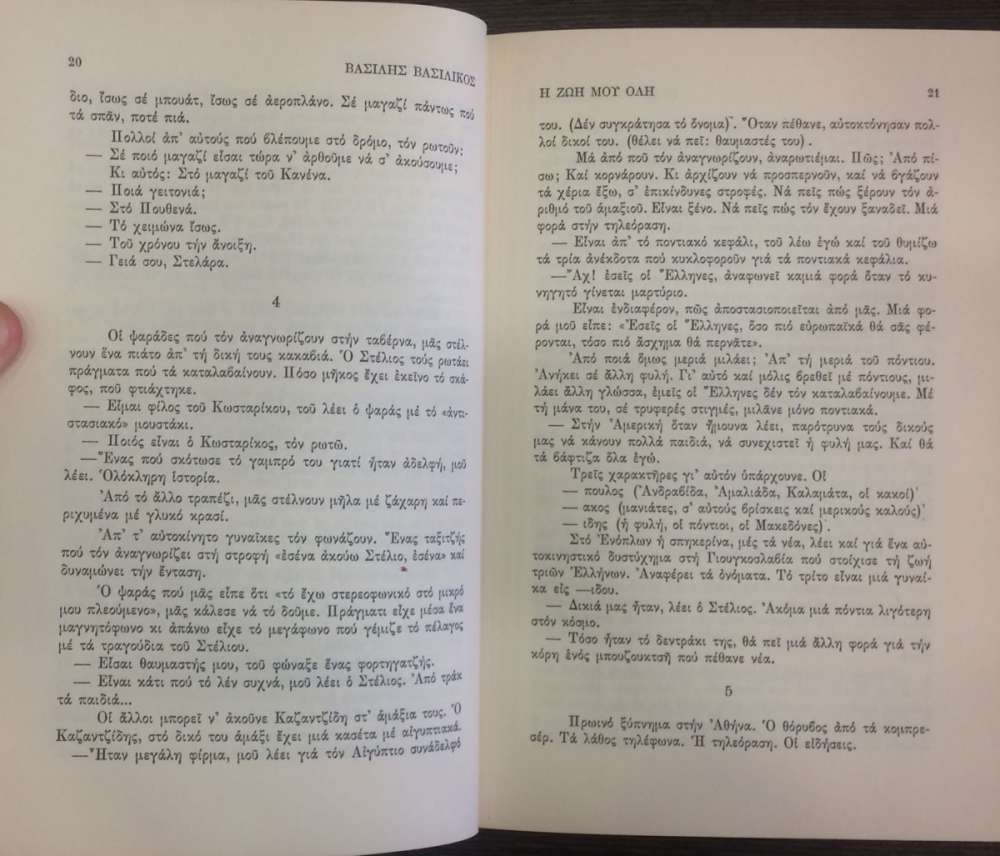 20
ΒΑΣΙΛΗΣ ΒΑΣΙΛΙΚΟΣ
διο, ἴσως σέ μπουάτ, ἴσως σέ ἀεροπλάνο. Σέ μαγαζί πάντως πού
τά σπᾶν, ποτέ πιά.
Πολλοί ἀπ' αὐτούς πού βλέπουμε στό δρόμο, τόν ρωτοῦν:
— Σέ ποιό μαγαζί εἶσαι τώρα ν' ἀρθοῦμε νά σ' ἀκούσουμε;
Κι αὐτός: Στό μαγαζί τοῦ Κανένα.
— Ποιά γειτονιά;
— Στό Πουθενά.
— Τό χειμώνα ἴσως.
— Τοῦ χρόνου τήν ἄνοιξη.
— Γειά σου, Στελάρα.
4
Οἱ ψαράδες πού τόν ἀναγνωρίζουν στήν ταβέρνα, μᾶς στέλ-
νουν ἕνα πιάτο ἀπ' τή δική τους κακαβιά. Ὁ Στέλιος τούς ρωτάει
πράγματα πού τά καταλαβαίνουν. Πόσο μῆκος ἔχει ἐκεῖνο τό σκά-
φος, ποῦ φτιάχτηκε.
— Εἶμαι φίλος τοῦ Κωσταρίκου, τοῦ λέει ὁ ψαράς μέ τό «ἀντι-
στασιακό» μουστάκι.
— Ποιός εἶναι ὁ Κωσταρίκος, τόν ρωτῶ.
—Ἕνας πού σκότωσε τό γαμπρό του γιατί ἦταν ἀδελφή, μοῦ
λέει. Ὁλόκληρη ἱστορία.
Ἀπό τό ἄλλο τραπέζι, μᾶς στέλνουν μῆλα μέ ζάχαρη καί πε-
ριχυμένα μέ γλυκό κρασί.
Ἀπ' τ' αὐτοκίνητο γυναῖκες τόν φωνάζουν. Ἕνας ταξιτζής
πού τόν ἀναγνωρίζει στή στροφή «ἐσένα ἀκούω Στέλιο, ἐσένα» καί
δυναμώνει τήν ἔνταση.
Ὁ ψαράς πού μᾶς εἶπε ὅτι «τό ἔχω στερεοφωνικό στό μικρό
μου πλεούμενο», μᾶς κάλεσε νά τό δοῦμε. Πράγματι εἶχε μέσα ἕνα
μαγνητόφωνο κι ἀπάνω εἶχε τό μεγάφωνο πού γέμιζε τό πέλαγος
μέ τά τραγούδια τοῦ Στέλιου.
— Εἶσαι θαυμαστής μου, τοῦ φώναξε ἕνας φορτηγατζής.
— Εἶναι κάτι πού τό λέν συχνά, μοῦ λέει ὁ Στέλιος. Ἀπό τράκ
τά παιδιά...
Οἱ ἄλλοι μπορεῖ ν' ἀκοῦνε Καζαντζίδη στ' ἀμάξια τους. Ὁ
Καζαντζίδης, στό δικό του ἀμάξι ἔχει μιά κασέτα μέ αἰγυπτιακά.
—Ἦταν μεγάλη φίρμα, μοῦ λέει γιά τόν Αἰγύπτιο συνάδελφό
Η ΖΩΗ ΜΟΥ ΟΛΗ
21
του. (Δέν συγκράτησα τό ὄνομα). Ὅταν πέθανε, αὐτοκτόνησαν πολ-
λοί δικοί του. (θέλει νά πεῖ: θαυμαστές του).
Μά ἀπό ποῦ τόν ἀναγνωρίζουν, ἀναρωτιέμαι. Πῶς; Ἀπό πί-
σω; Καί κορνάρουν. Κι ἀρχίζουν νά προσπερνοῦν, καί νά βγάζουν
τά χέρια ἔξω, σ' ἐπικίνδυνες στροφές. Νά πεῖς πώς ξέρουν τόν ἀ-
ριθμό τοῦ ἁμαξιοῦ. Εἶναι ξένο. Νά πεῖς πώς τόν ἔχουν ξαναδεῖ. Μιά
φορά στήν τηλεόραση.
— Εἶναι ἀπ' τό ποντιακό κεφάλι, τοῦ λέω ἐγώ καί τοῦ θυμίζω
τά τρία ἀνέκδοτα πού κυκλοφοροῦν γιά τά ποντιακά κεφάλια.
—Ἄχ! ἐσεῖς οἱ Ἕλληνες, ἀναφωνεῖ καμιά φορά ὅταν τό κυ-
νηγητό γίνεται μαρτύριο.
Εἶναι ἐνδιαφέρον, πῶς ἀποστασιοποιεῖται ἀπό μᾶς. Μιά φο-
ρά μοῦ εἶπε: «Ἐσεῖς οἱ Ἕλληνες, ὅσο πιό εὐρωπαϊκά θά σᾶς φέ-
ρονται, τόσο πιό ἄσχημα θά περνᾶτε».
Ἀπό ποιά ὅμως μεριά μιλάει; Ἀπ' τή μεριά τοῦ πόντιου.
Ἀνήκει σέ ἄλλη φυλή. Γι' αὐτό καί μόλις βρεθεῖ μέ πόντιους, μι-
λάει ἄλλη γλώσσα, ἐμεῖς οἱ Ἕλληνες δέν τόν καταλαβαίνουμε. Μέ
τή μάνα του, σέ τρυφερές στιγμές, μιλᾶνε μόνο ποντιακά.
— Στήν Ἀμερική ὅταν ἤμουνα λέει, παρότρυνα τούς δικούς
μας νά κάνουν πολλά παιδιά, νά συνεχιστεῖ ἡ φυλή μας. Καί θά
τά βάφτιζα ὅλα ἐγώ.
Τρεῖς χαρακτῆρες γι' αὐτόν ὑπάρχουνε. Οἱ
— πουλος (Ἀνδραβίδα, Ἀμαλιάδα, Καλαμάτα, οἱ κακοί)·
— ακος (μανιάτες, σ' αὐτούς βρίσκεις καί μερικούς καλούς)·
— ιδης (ἡ φυλή, οἱ πόντιοι, οἱ Μακεδόνες).
Στό Ἐνόπλων ἡ σπηκερίνα, μές τά νέα, λέει καί γιά ἕνα αὐ-
τοκινηστικό δυστύχημα στή Γιουγκοσλαβία πού στοίχισε τή ζωή
τριῶν Ἑλλήνων. Ἀναφέρει τά ὀνόματα. Τό τρίτο εἶναι μιά γυναί-
κα εἰς —ιδου.
— Δικιά μας ἦταν, λέει ὁ Στέλιος. Ἀκόμα μιά πόντια λιγότερη
στόν κόσμο.
— Τόσο ἦταν τό δεντράκι της, θά πεῖ μιά ἄλλη φορά γιά τήν
κόρη ἑνός μπουζουκτσῆ πού πέθανε νέα.
5
Πρωινό ξύπνημα στήν Ἀθήνα. Ὁ θόρυβος ἀπό τά κομπρε-
σέρ. Τά λάθος τηλέφωνα. Ἡ τηλεόραση. Οἱ εἰδήσεις.